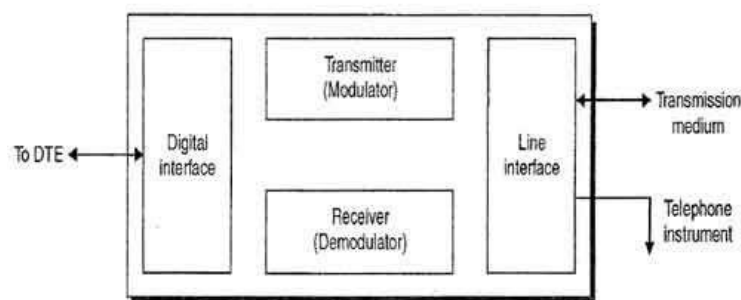 To DTE
Digital
interface
Transmitter
(Modulator)
Receiver
(Demodulator)
Line
interface
Transmission
medium
Telephone
instrument